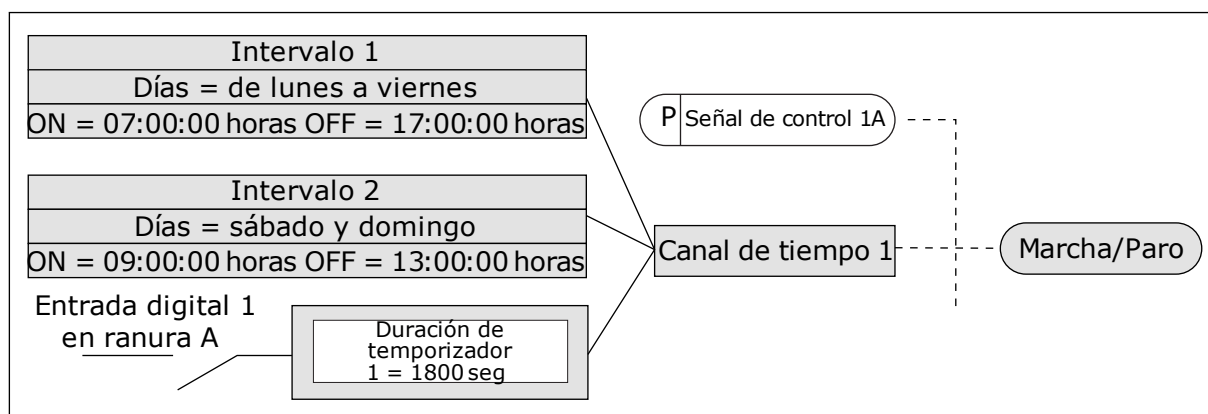 Intervalo 1
Días = de lunes a viernes
ON = 07:00:00 horas OFF = 17:00:00 horas
Intervalo 2
Días = sábado y domingo
ON = 09:00:00 horas OFF = 13:00:00 horas
Entrada digital 1
en ranura A
Duración de
temporizador
1 = 1800 seg
P Señal de control 1A
Canal de tiempo 1
Marcha/Paro